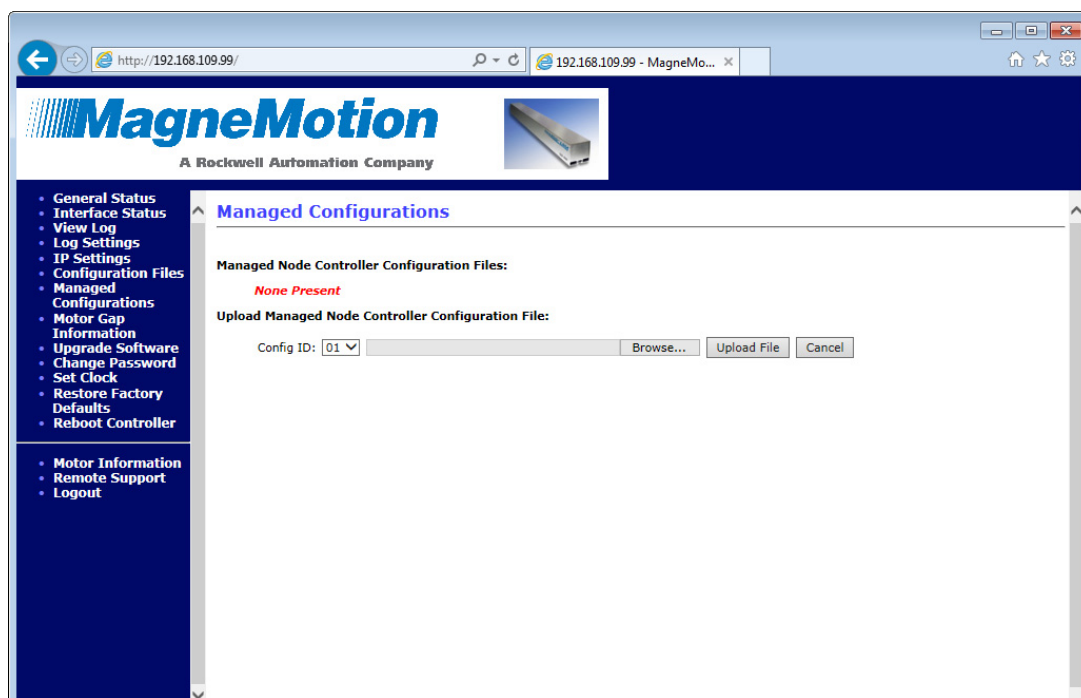 http://192.168.109.99/
192.168.109.99 - MagneMo...
MagneMotion
A Rockwell Automation Company
General Status
Interface Status
View Log
Log Settings
IP Settings
Configuration Files
Managed
Configurations
Motor Gap
Information
Upgrade Software
Change Password
Set Clock
Restore Factory
Defaults
Reboot Controller
Motor Information
Remote Support
Logout
Managed Configurations
Managed Node Controller Configuration Files:
None Present
Upload Managed Node Controller Configuration File:
Config ID: 01 Browse... Upload File Cancel